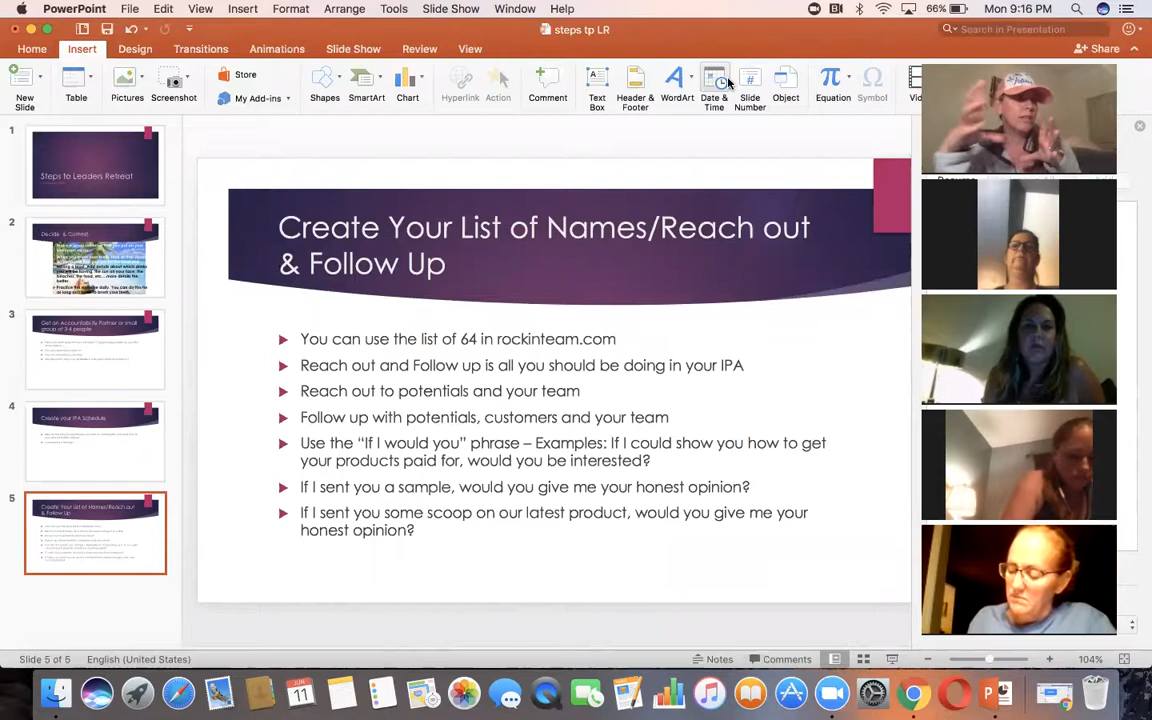 PowerPoint File Edit View Insert Format Arrange Tools Slide Show Window Help
66% Mon 9:16 PM
steps tp LR
Search in Presentation
Home Insert Design Transitions Animations Slide Show Review View
Share
New Slide
Table
Pictures
Screenshot
Store
My Add-ins
Shapes
SmartArt
Chart
Hyperlink
Action
Comment
Text Box
Header & Footer
WordArt
Date & Time
Slide Number
Object
Equation
Symbol
1
Steps to Leaders Retreat
2
Decide & Commit
3
Get an Accountability Partner or small
group of 3-4 people
4
Create your IPA Schedule
5
Create Your List of Names/Reach out
& Follow Up
Create Your List of Names/Reach out
& Follow Up
You can use the list of 64 in rockinteam.com
Reach out and Follow up is all you should be doing in your IPA
Reach out to potentials and your team
Follow up with potentials, customers and your team
Use the “If I would you” phrase – Examples: If I could show you how to get
your products paid for, would you be interested?
If I sent you a sample, would you give me your honest opinion?
If I sent you some scoop on our latest product, would you give me your
honest opinion?
Slide 5 of 5 English (United States)
Notes Comments 104%
11